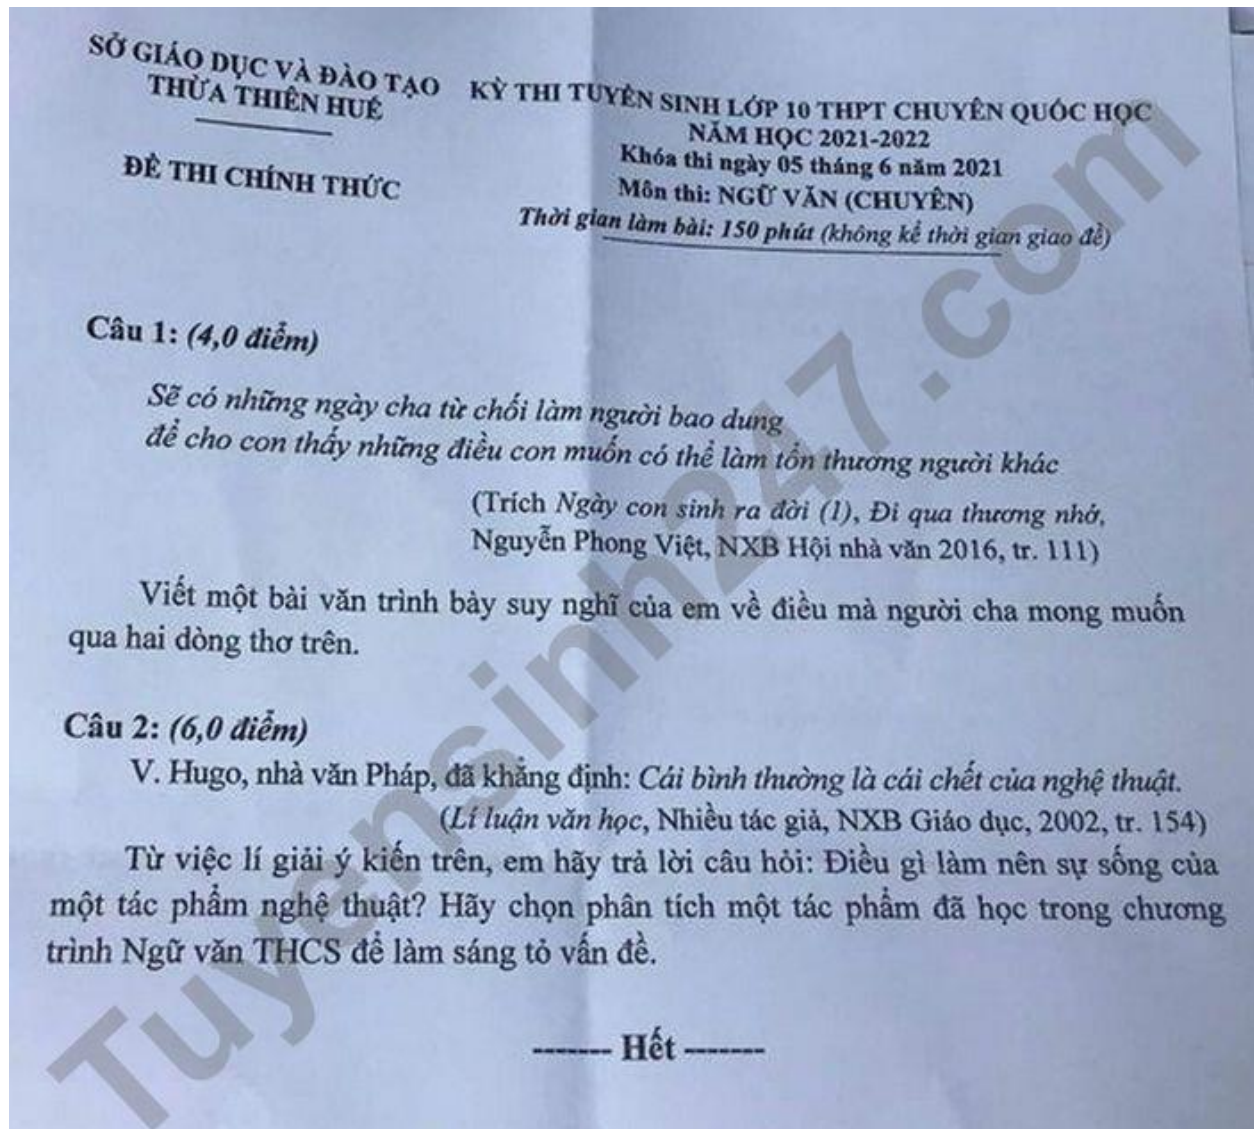 SỞ GIÁO DỤC VÀ ĐÀO TẠO
THỪA THIÊN HUẾ
ĐỀ THI CHÍNH THỨC
KỲ THI TUYỂN SINH LỚP 10 THPT CHUYÊN QUỐC HỌC
NĂM HỌC 2021-2022
Khóa thi ngày 05 tháng 6 năm 2021
Môn thi: NGỮ VĂN (CHUYÊN)
Thời gian làm bài: 150 phút (không kể thời gian giao đề)
Câu 1: (4,0 điểm)
Sẽ có những ngày cha từ chối làm người bao dung
để cho con thấy những điều con muốn có thể làm tổn thương người khác
(Trích Ngày con sinh ra đời (1), Đi qua thương nhớ,
Nguyễn Phong Việt, NXB Hội nhà văn 2016, tr. 111)
Viết một bài văn trình bày suy nghĩ của em về điều mà người cha mong muốn
qua hai dòng thơ trên.
Câu 2: (6,0 điểm)
V. Hugo, nhà văn Pháp, đã khẳng định: Cái bình thường là cái chết của nghệ thuật.
(Lí luận văn học, Nhiều tác giả, NXB Giáo dục, 2002, tr. 154)
Từ việc lí giải ý kiến trên, em hãy trả lời câu hỏi: Điều gì làm nên sự sống của
một tác phẩm nghệ thuật? Hãy chọn phân tích một tác phẩm đã học trong chương
trình Ngữ văn THCS để làm sáng tỏ vấn đề.
------- Hết -------
Tuyensinh247.com